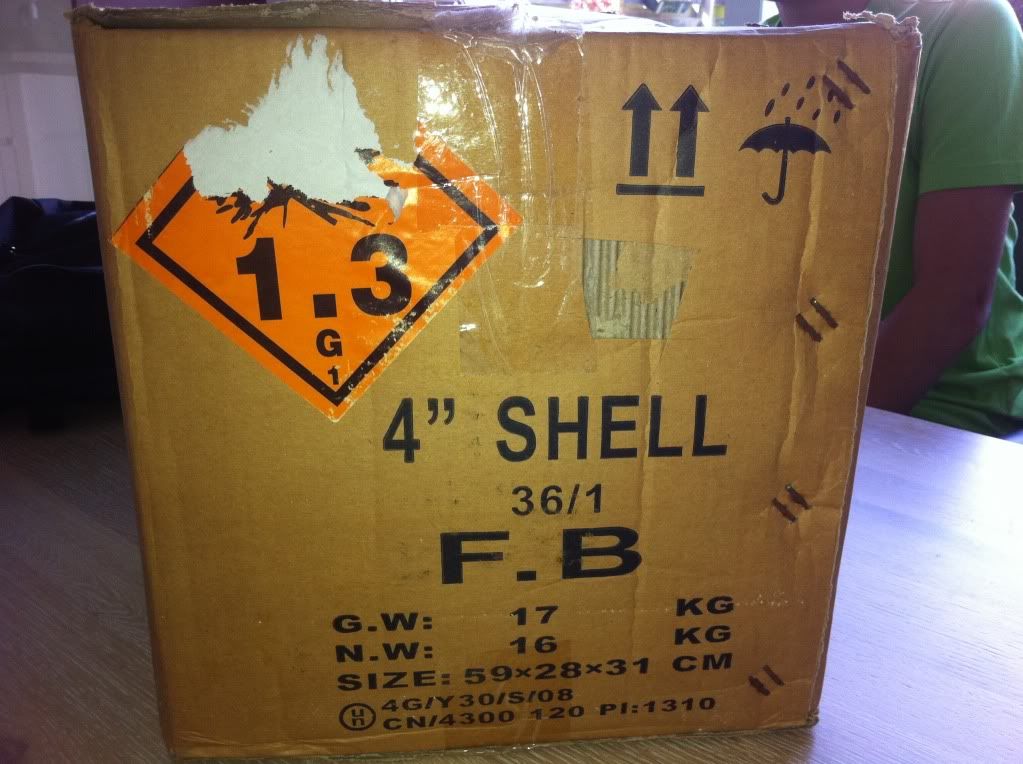 1.3
G
1
4” SHELL
36/1
F.B
G.W: 17 KG
N.W: 16 KG
SIZE: 59×28×31 CM
un 4G/Y30/S/08
CN/4300 120 PI:1310